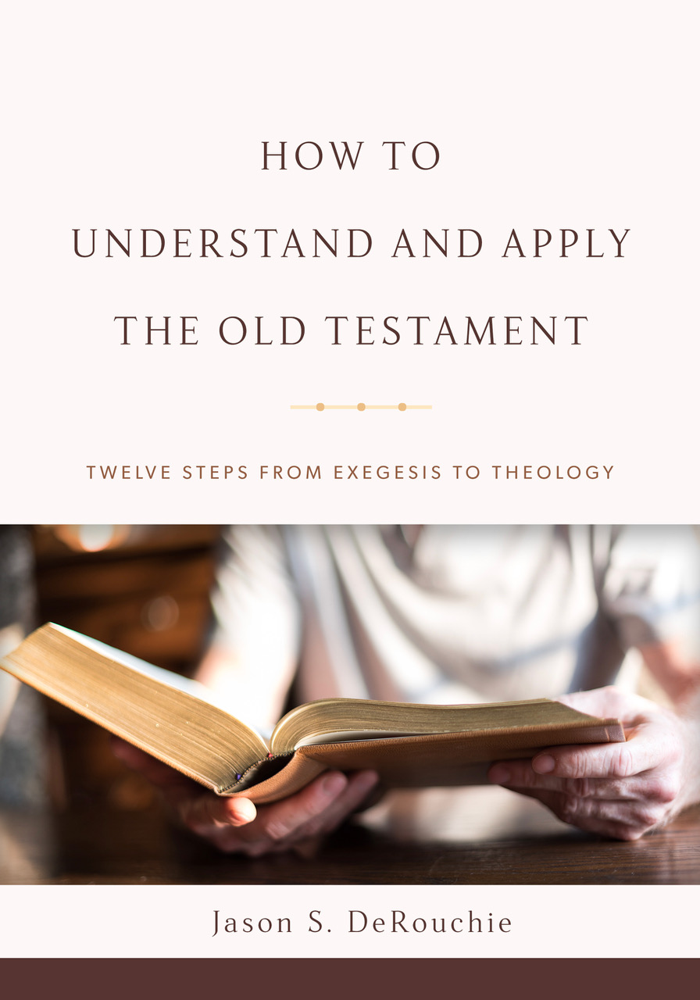 HOW TO
UNDERSTAND AND APPLY
THE OLD TESTAMENT
TWELVE STEPS FROM EXEGESIS TO THEOLOGY
Jason S. DeRouchie